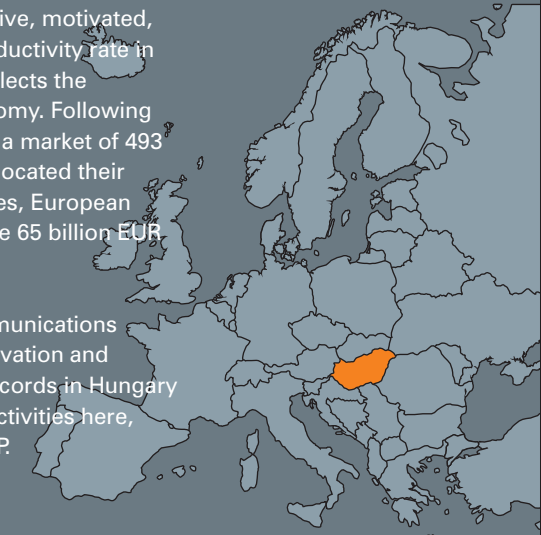 ive, motivated,
ductivity rate in
lects the
omy. Following
a market of 493
ocated their
es, European
e 65 billion EUR
munications
vation and
cords in Hungary
ctivities here,
P.